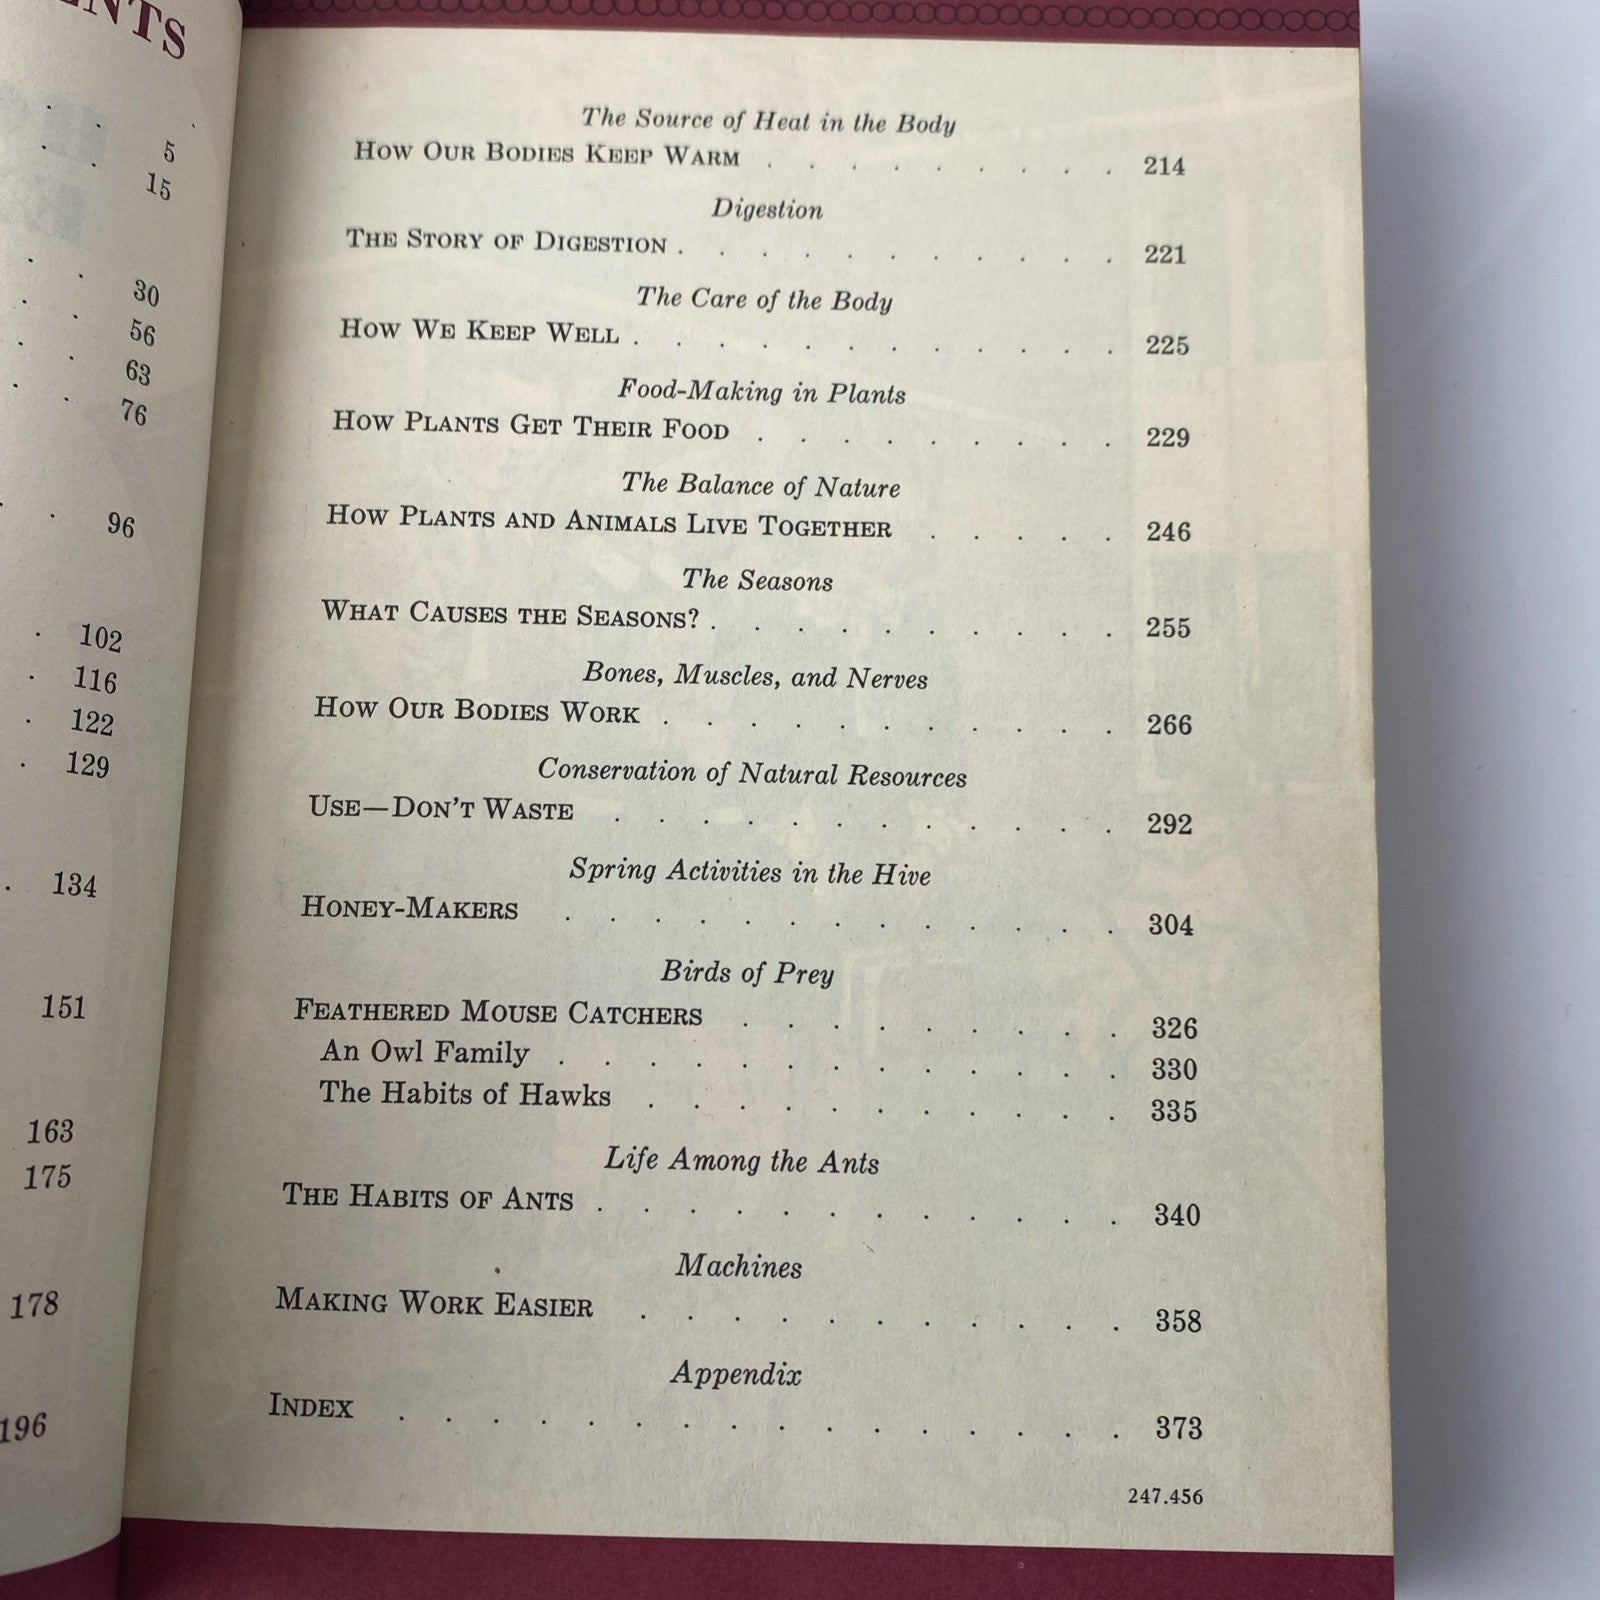 ENTS
5
15
30
56
63
76
96
102
116
122
129
134
151
163
175
178
196
The Source of Heat in the Body
How Our Bodies Keep Warm . . . . . . . . . 214
Digestion
The Story of Digestion . . . . . . . . . . . 221
The Care of the Body
How We Keep Well . . . . . . . . . . . . 225
Food-Making in Plants
How Plants Get Their Food . . . . . . . . . 229
The Balance of Nature
How Plants and Animals Live Together . . . . . 246
The Seasons
What Causes the Seasons? . . . . . . . . . . 255
Bones, Muscles, and Nerves
How Our Bodies Work . . . . . . . . . . . 266
Conservation of Natural Resources
Use—Don't Waste . . . . . . . . . . . . 292
Spring Activities in the Hive
Honey-Makers . . . . . . . . . . . . . 304
Birds of Prey
Feathered Mouse Catchers . . . . . . . . . 326
An Owl Family . . . . . . . . . . . . . 330
The Habits of Hawks . . . . . . . . . . . 335
Life Among the Ants
The Habits of Ants . . . . . . . . . . . . 340
Machines
Making Work Easier . . . . . . . . . . . 358
Appendix
Index . . . . . . . . . . . . . . . . 373
247.456